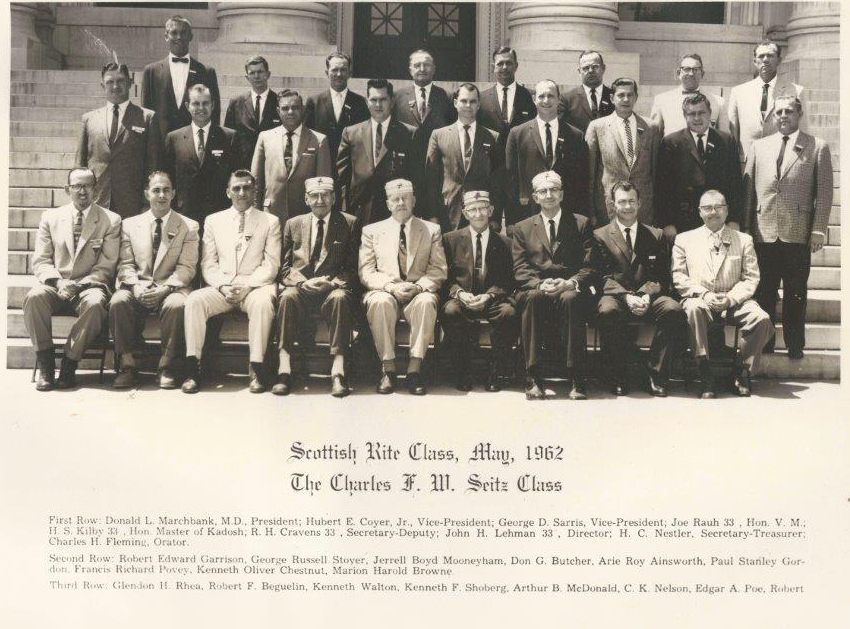 Scottish Rite Class, May, 1962
The Charles F. W. Seitz Class
First Row: Donald L. Marchbank, M.D., President; Hubert E. Coyer, Jr., Vice-President; George D. Sarris, Vice-President; Joe Rauh 33 , Hon. V. M.;
H. S. Kilby 33 , Hon. Master of Kadosh; R. H. Cravens 33 , Secretary-Deputy; John H. Lehman 33 , Director; H. C. Nestler, Secretary-Treasurer;
Charles H. Fleming, Orator.
Second Row: Robert Edward Garrison, George Russell Stoyer, Jerrell Boyd Mooneyham, Don G. Butcher, Arie Roy Ainsworth, Paul Stanley Gor-
don, Francis Richard Povey, Kenneth Oliver Chestnut, Marion Harold Browne
Third Row: Glendon H. Rhea, Robert F. Beguelin, Kenneth Walton, Kenneth F. Shoberg, Arthur B. McDonald, C. K. Nelson, Edgar A. Poe, Robert